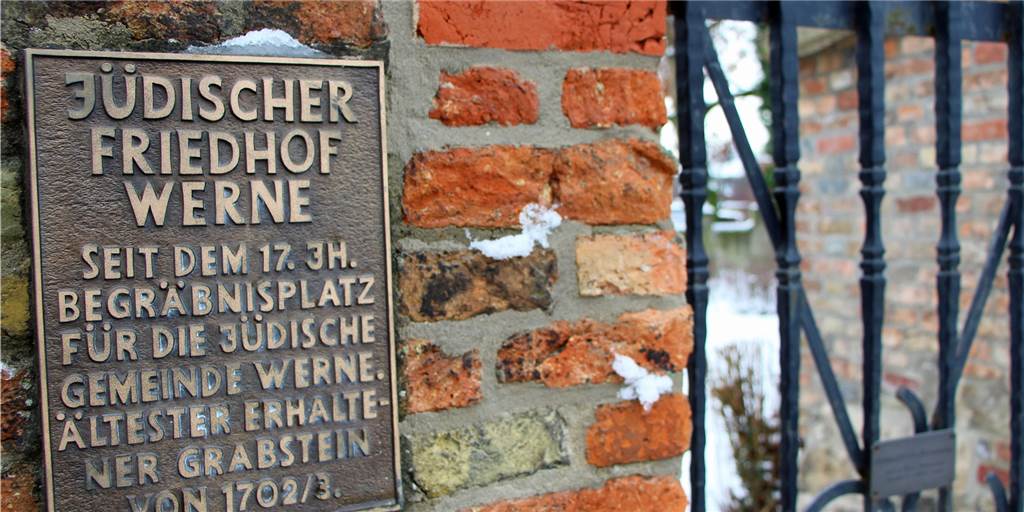 JÜDISCHER
FRIEDHOF
WERNE
SEIT DEM 17. JH.
BEGRÄBNISPLATZ
FÜR DIE JÜDISCHE
GEMEINDE WERNE.
ÄLTESTER ERHALTE-
NER GRABSTEIN
VON 1702/3.